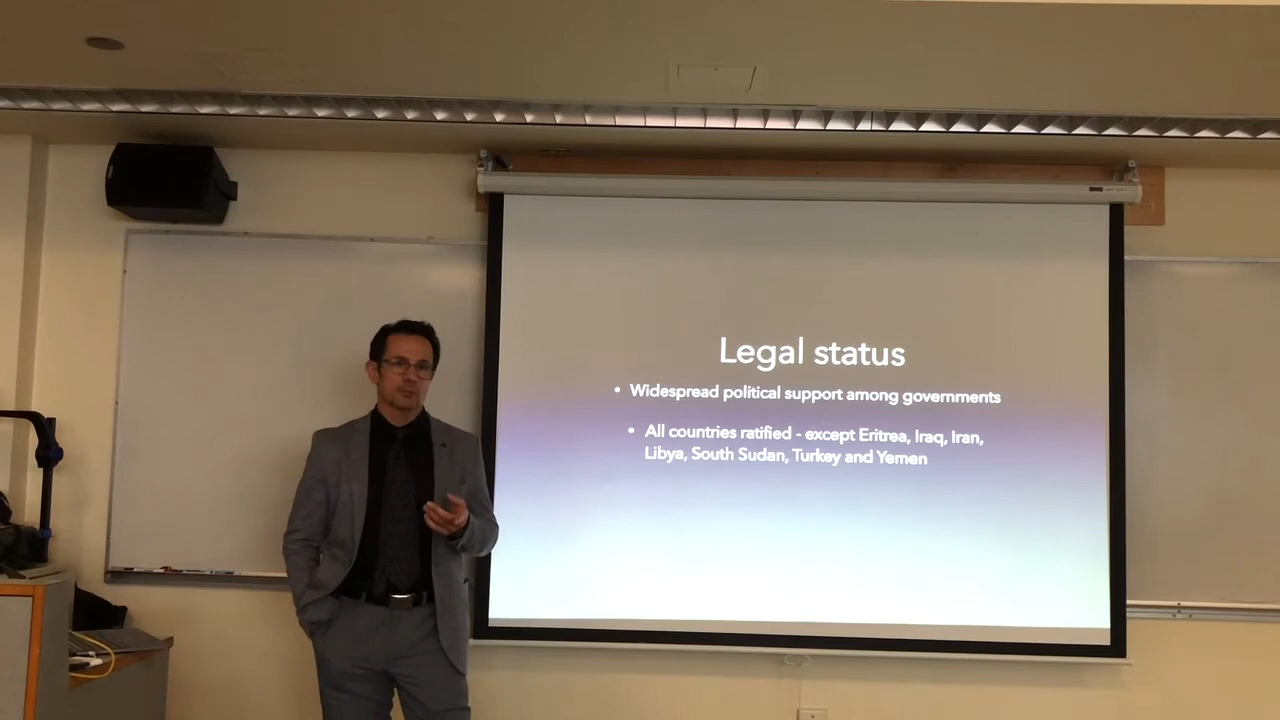 Legal status
• Widespread political support among governments
• All countries ratified - except Eritrea, Iraq, Iran,
Libya, South Sudan, Turkey and Yemen